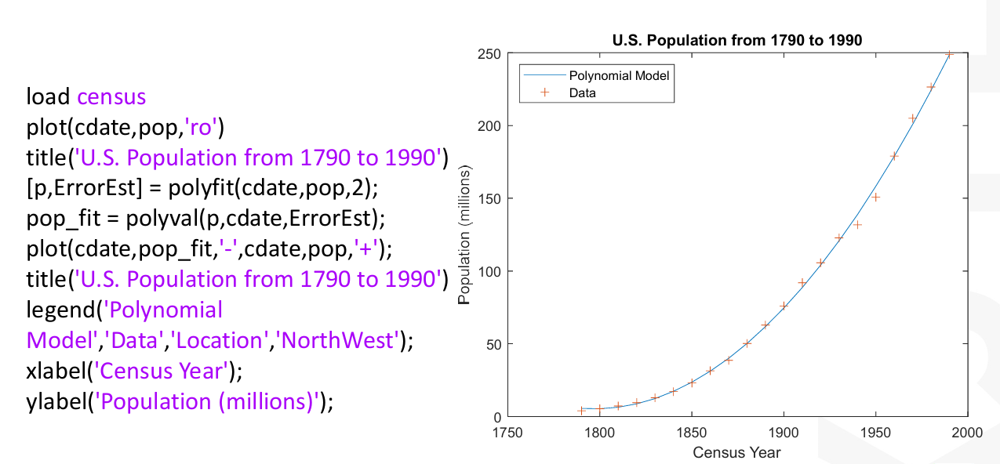 load census
plot(cdate,pop,'ro')
title('U.S. Population from 1790 to 1990')
[p,ErrorEst] = polyfit(cdate,pop,2);
pop_fit = polyval(p,cdate,ErrorEst);
plot(cdate,pop_fit,'-',cdate,pop,'+');
title('U.S. Population from 1790 to 1990')
legend('Polynomial
Model','Data','Location','NorthWest');
xlabel('Census Year');
ylabel('Population (millions)');
U.S. Population from 1790 to 1990
Polynomial Model
Data
Population (millions)
250
200
150
100
50
0
1750 1800 1850 1900 1950 2000
Census Year